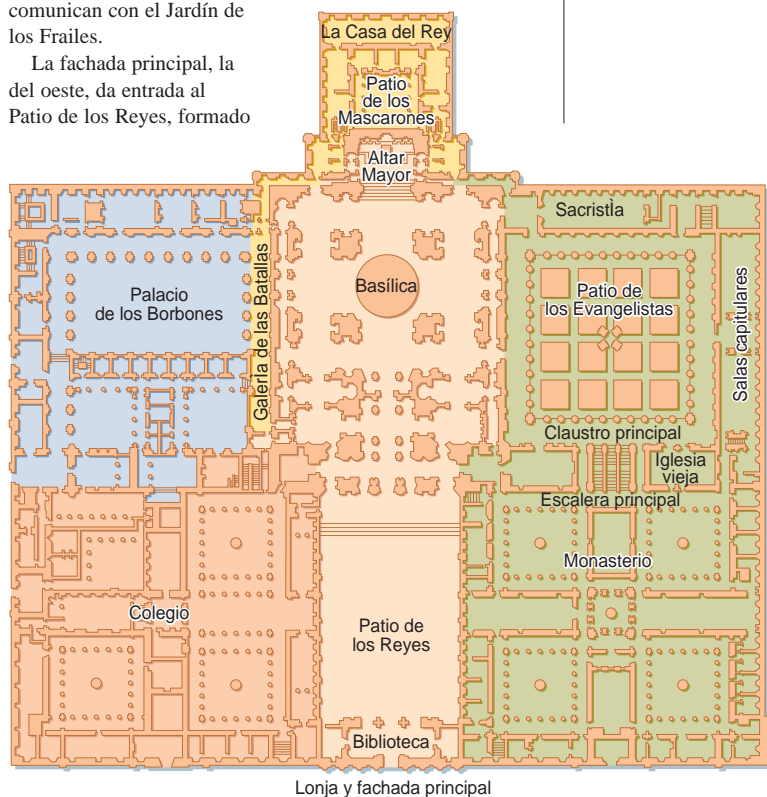 comunican con el Jardín de
los Frailes.
La fachada principal, la
del oeste, da entrada al
Patio de los Reyes, formado
La Casa del Rey
Patio
de los
Mascarones
Altar
Mayor
Sacristìa
Palacio
de los Borbones
Galería de las Batallas
Basílica
Patio de
los Evangelistas
Salas capitulares
Claustro principal
Iglesia
vieja
Escalera principal
Monasterio
Colegio
Patio de
los Reyes
Biblioteca
Lonja y fachada principal